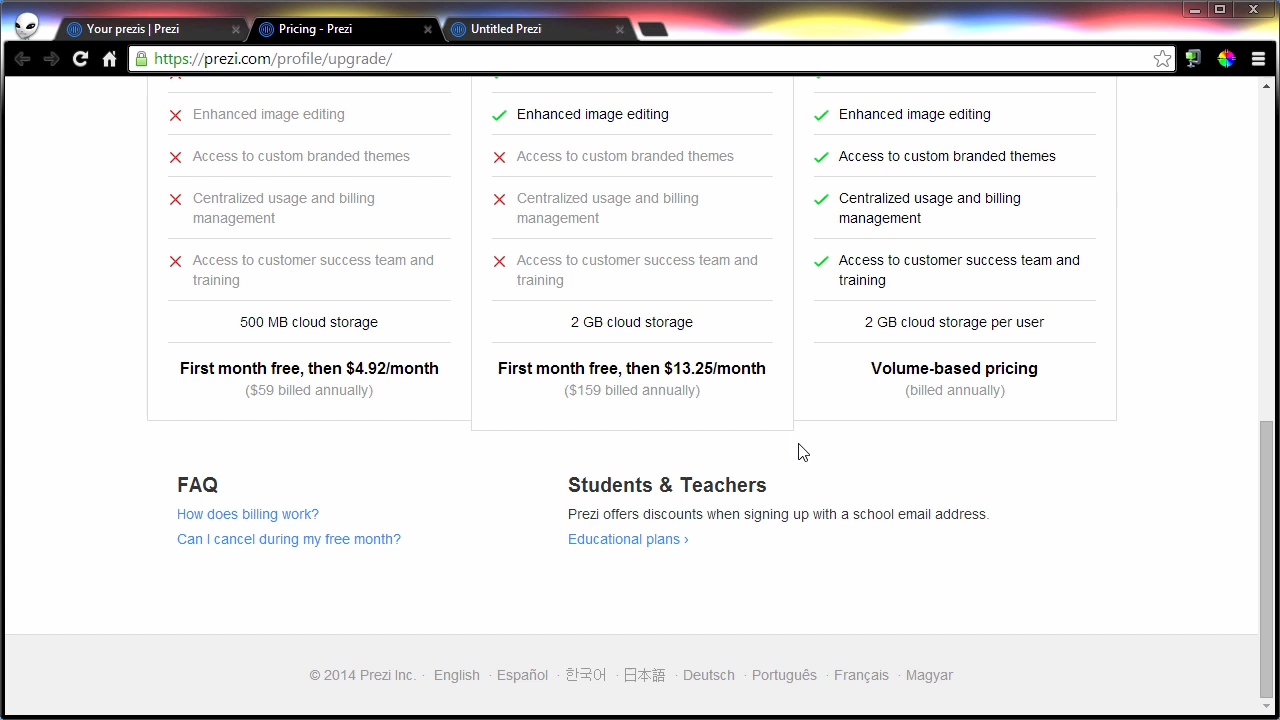 Your prezis | Prezi
Pricing - Prezi
Untitled Prezi
https://prezi.com/profile/upgrade/
Enhanced image editing
Access to custom branded themes
Centralized usage and billing
management
Access to customer success team and
training
500 MB cloud storage
First month free, then $4.92/month
($59 billed annually)
Enhanced image editing
Access to custom branded themes
Centralized usage and billing
management
Access to customer success team and
training
2 GB cloud storage
First month free, then $13.25/month
($159 billed annually)
Enhanced image editing
Access to custom branded themes
Centralized usage and billing
management
Access to customer success team and
training
2 GB cloud storage per user
Volume-based pricing
(billed annually)
FAQ
How does billing work?
Can I cancel during my free month?
Students & Teachers
Prezi offers discounts when signing up with a school email address.
Educational plans ›
© 2014 Prezi Inc. · English · Español · 한국어 · 日本語 · Deutsch · Português · Français · Magyar